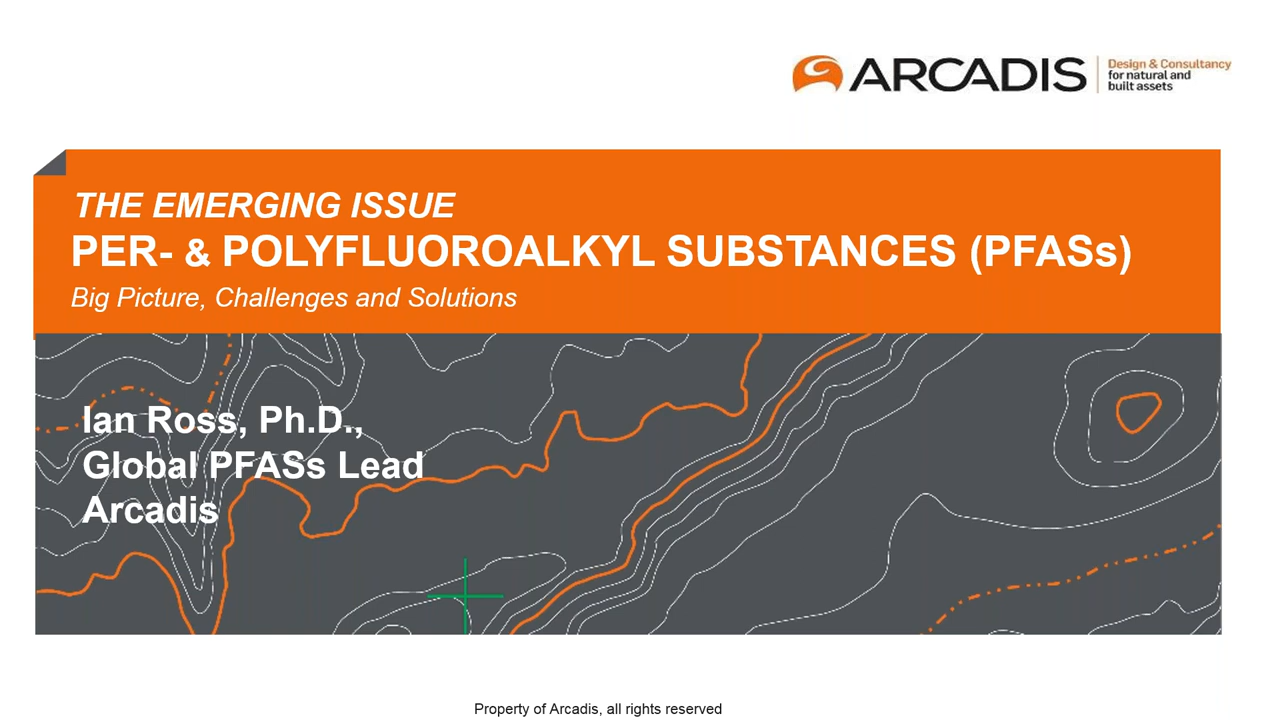 ARCADIS
Design & Consultancy
for natural and
built assets
THE EMERGING ISSUE
PER- & POLYFLUOROALKYL SUBSTANCES (PFASs)
Big Picture, Challenges and Solutions
Ian Ross, Ph.D.,
Global PFASs Lead
Arcadis
Property of Arcadis, all rights reserved